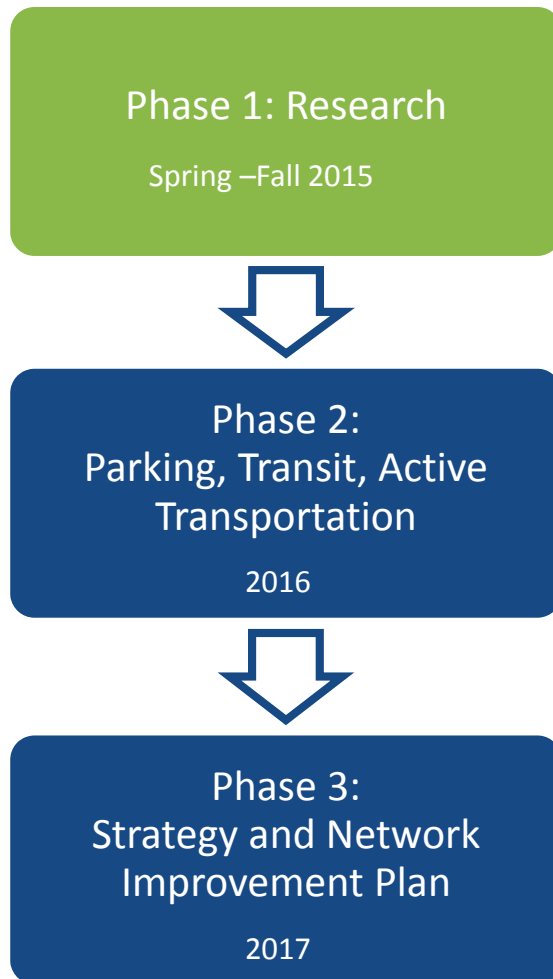 Phase 1: Research
Spring –Fall 2015
Phase 2:
Parking, Transit, Active
Transportation
2016
Phase 3:
Strategy and Network
Improvement Plan
2017